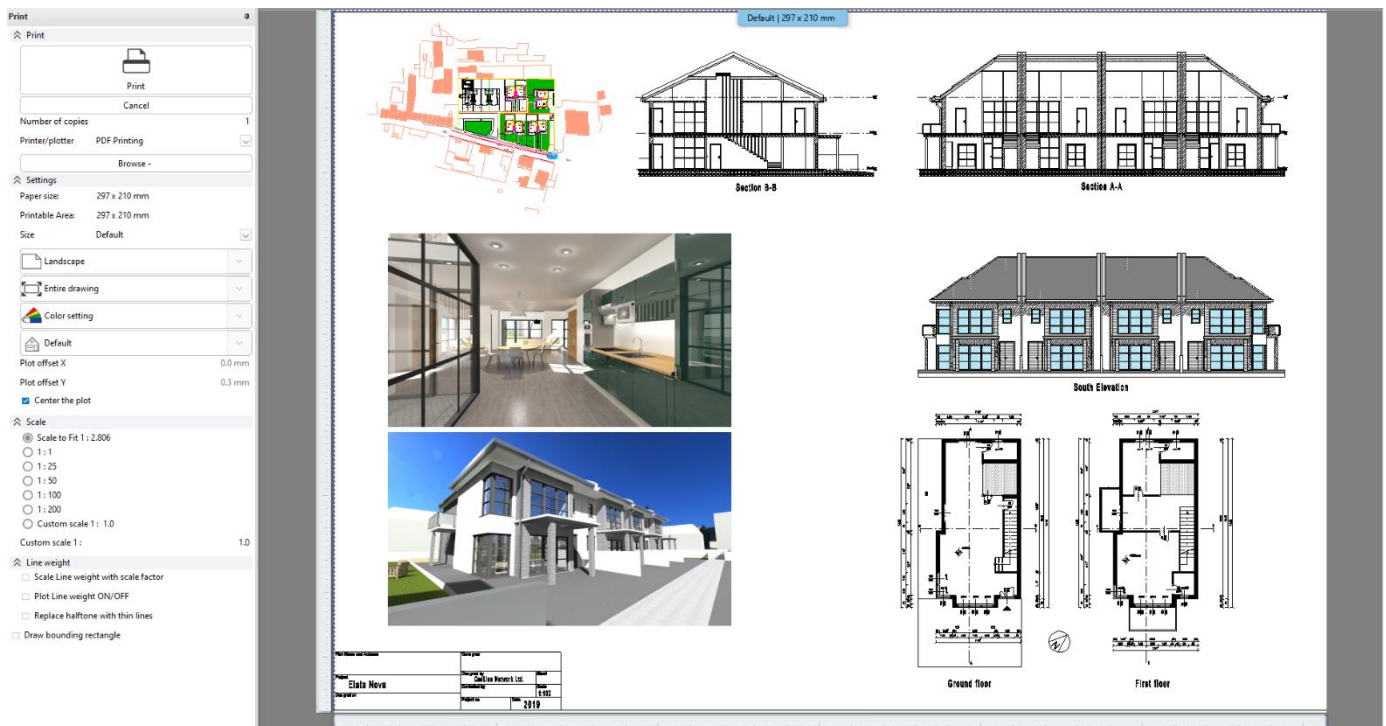 Print
Print
Print
Cancel
Number of copies 1
Printer/plotter PDF Printing
Browse -
Settings
Paper size: 297 x 210 mm
Printable Area: 297 x 210 mm
Size Default
Landscape
Entire drawing
Color setting
Default
Plot offset X 0.0 mm
Plot offset Y 0.3 mm
Center the plot
Scale
Scale to Fit 1 : 2.806
1 : 1
1 : 25
1 : 50
1 : 100
1 : 200
Custom scale 1 : 1.0
Custom scale 1 : 1.0
Line weight
Scale Line weight with scale factor
Plot Line weight ON/OFF
Replace halftone with thin lines
Draw bounding rectangle
Default | 297 x 210 mm
Section B-B
Section A-A
South Elevation
Ground floor
First floor
Project
Elata Nova
Designed by
Date
2019